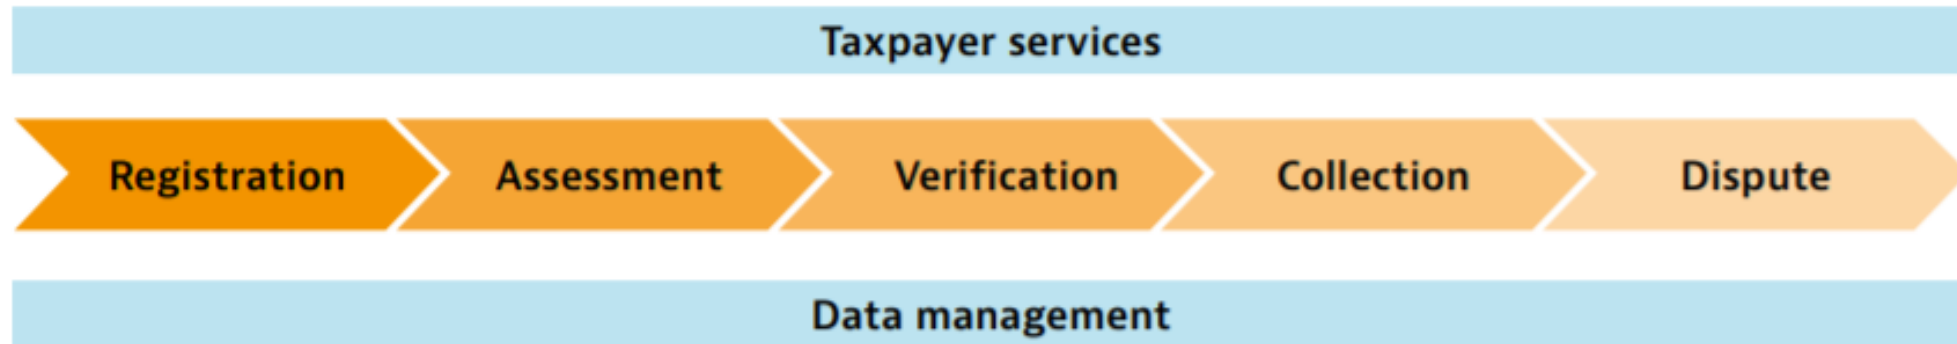 Taxpayer services
Registration Assessment Verification Collection Dispute
Data management